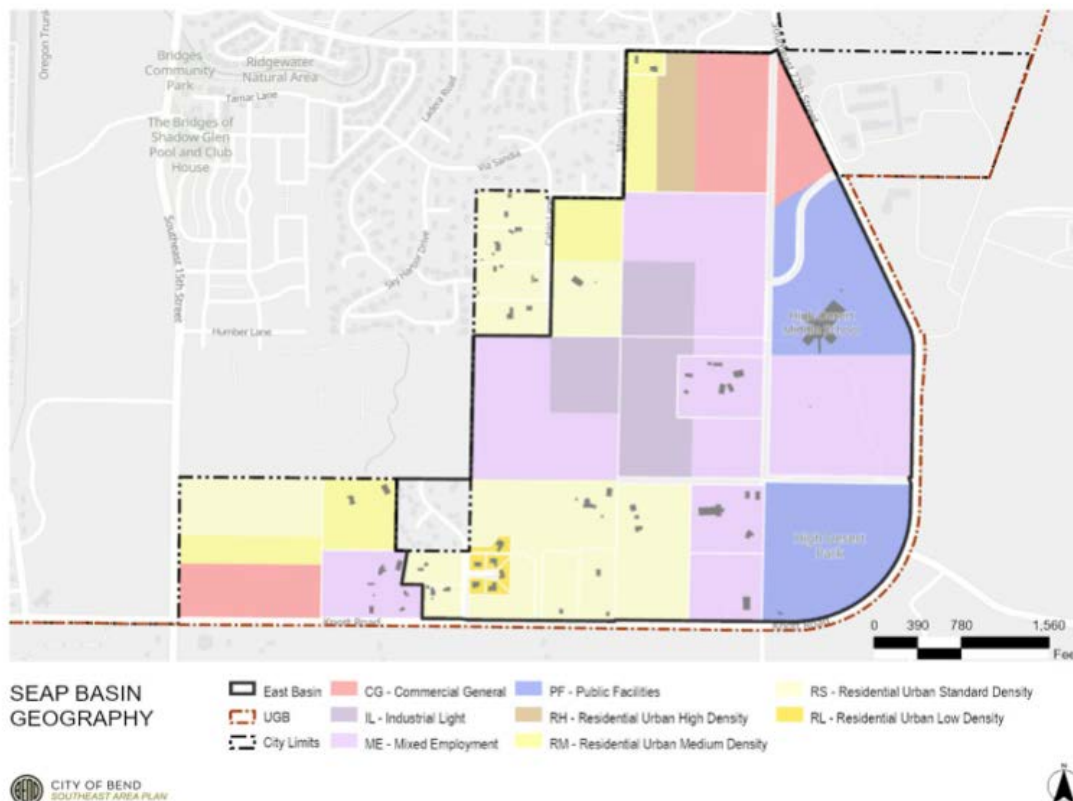 Oregon Trunk
Bridges
Community
Park
Ridgewater
Natural Area
Tamar Lane
Ladera Road
The Bridges of
Shadow Glen
Pool and Club
House
Via Sandia
Southeast 15th Street
Sky Harbor Drive
Humber Lane
High Desert
Middle School
High Desert
Park
Knott Road
0 390 780 1,560
Fee
SEAP BASIN
GEOGRAPHY
East Basin
UGB
City Limits
CG - Commercial General
IL - Industrial Light
ME - Mixed Employment
PF - Public Facilities
RH - Residential Urban High Density
RM - Residential Urban Medium Density
RS - Residential Urban Standard Density
RL - Residential Urban Low Density
BEND
CITY OF BEND
SOUTHEAST AREA PLAN
N